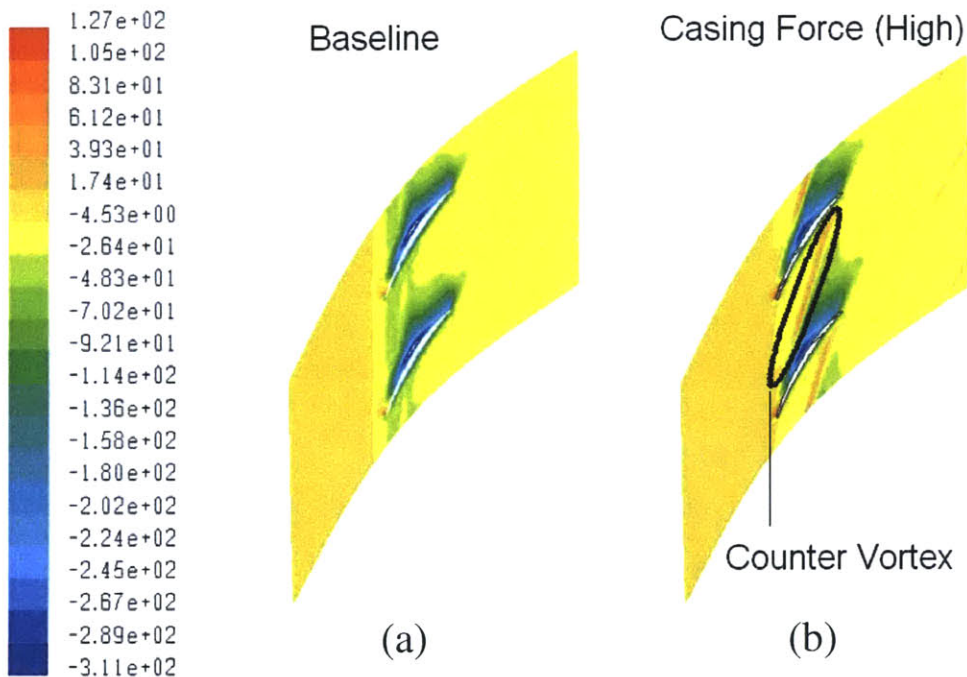 1.27e+02
1.05e+02
8.31e+01
6.12e+01
3.93e+01
1.74e+01
-4.53e+00
-2.64e+01
-4.83e+01
-7.02e+01
-9.21e+01
-1.14e+02
-1.36e+02
-1.58e+02
-1.80e+02
-2.02e+02
-2.24e+02
-2.45e+02
-2.67e+02
-2.89e+02
-3.11e+02
Baseline
Casing Force (High)
Counter Vortex
(a)
(b)